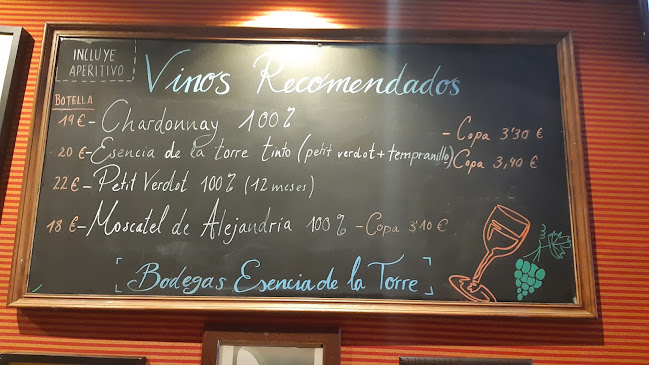 INCLUYE
APERITIVO
Vinos Recomendados
BOTELLA
19€- Chardonnay 100% - Copa 3'30 €
20 €- Esencia de la torre tinto (petit verdot + tempranillo) Copa 3,40 €
22€- Petit Verdot 100% (12 meses)
18 €- Moscatel de Alejandría 100% - Copa 3'10 €
Bodegas Esencia de la Torre